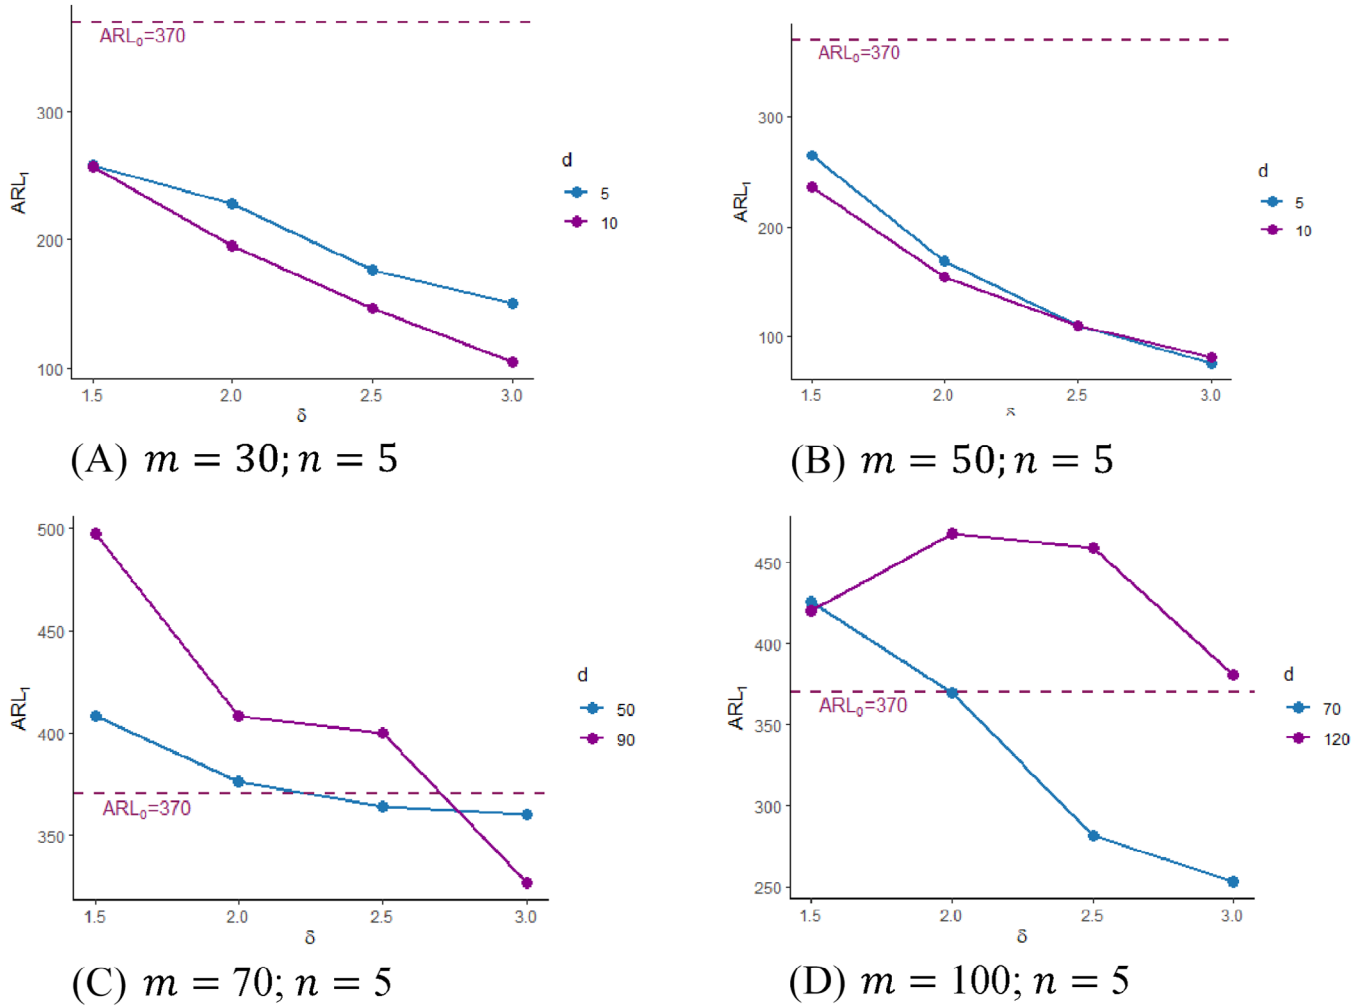 ARL₀=370
300
200
100
ARL₁
1.5
2.0
2.5
3.0
δ
d
5
10
(A) m = 30; n = 5
ARL₀=370
300
200
100
ARL₁
1.5
2.0
2.5
3.0
d
5
10
(B) m = 50; n = 5
500
450
400
350
ARL₁
ARL₀=370
1.5
2.0
2.5
3.0
δ
d
50
90
(C) m = 70; n = 5
450
400
350
300
250
ARL₁
ARL₀=370
1.5
2.0
2.5
3.0
δ
d
70
120
(D) m = 100; n = 5